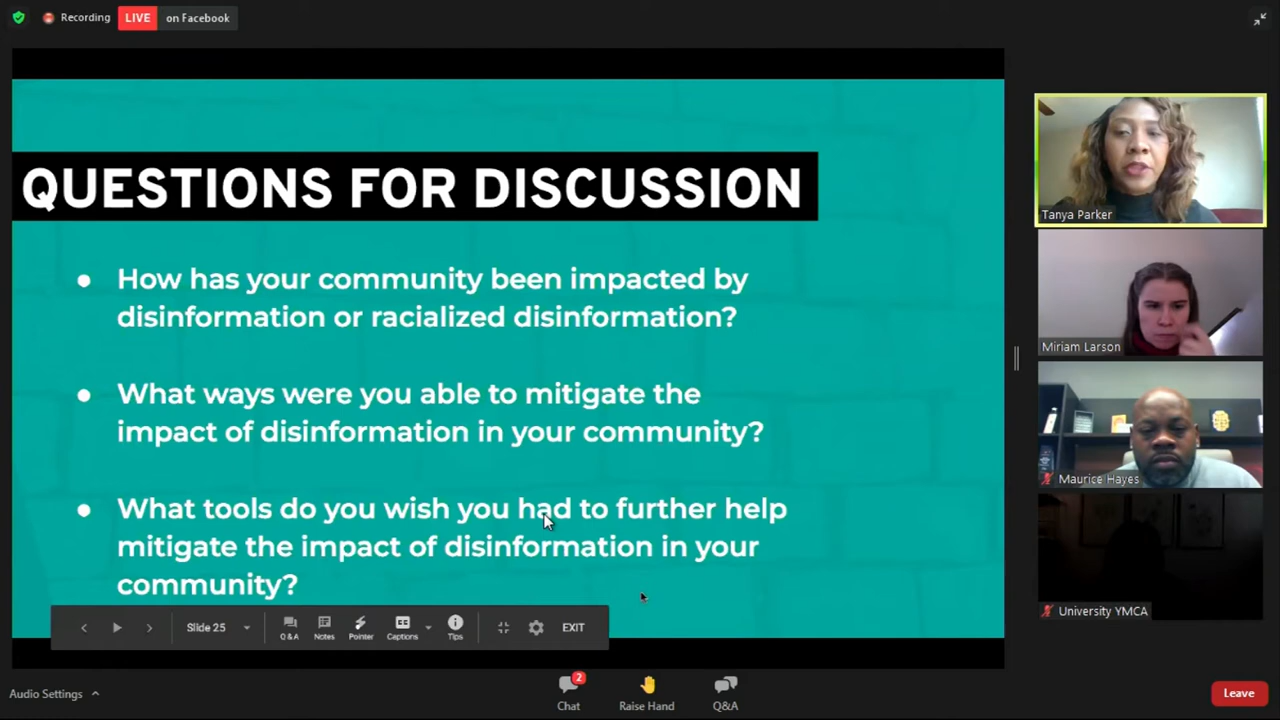 Recording
LIVE on Facebook
QUESTIONS FOR DISCUSSION
● How has your community been impacted by
disinformation or racialized disinformation?
● What ways were you able to mitigate the
impact of disinformation in your community?
● What tools do you wish you had to further help
mitigate the impact of disinformation in your
community?
Slide 25
Q & A
Notes
Pointer
CC
Captions
Tips
EXIT
Tanya Parker
Miriam Larson
Maurice Hayes
University YMCA
Audio Settings
2
Chat
Raise Hand
Q&A
Leave